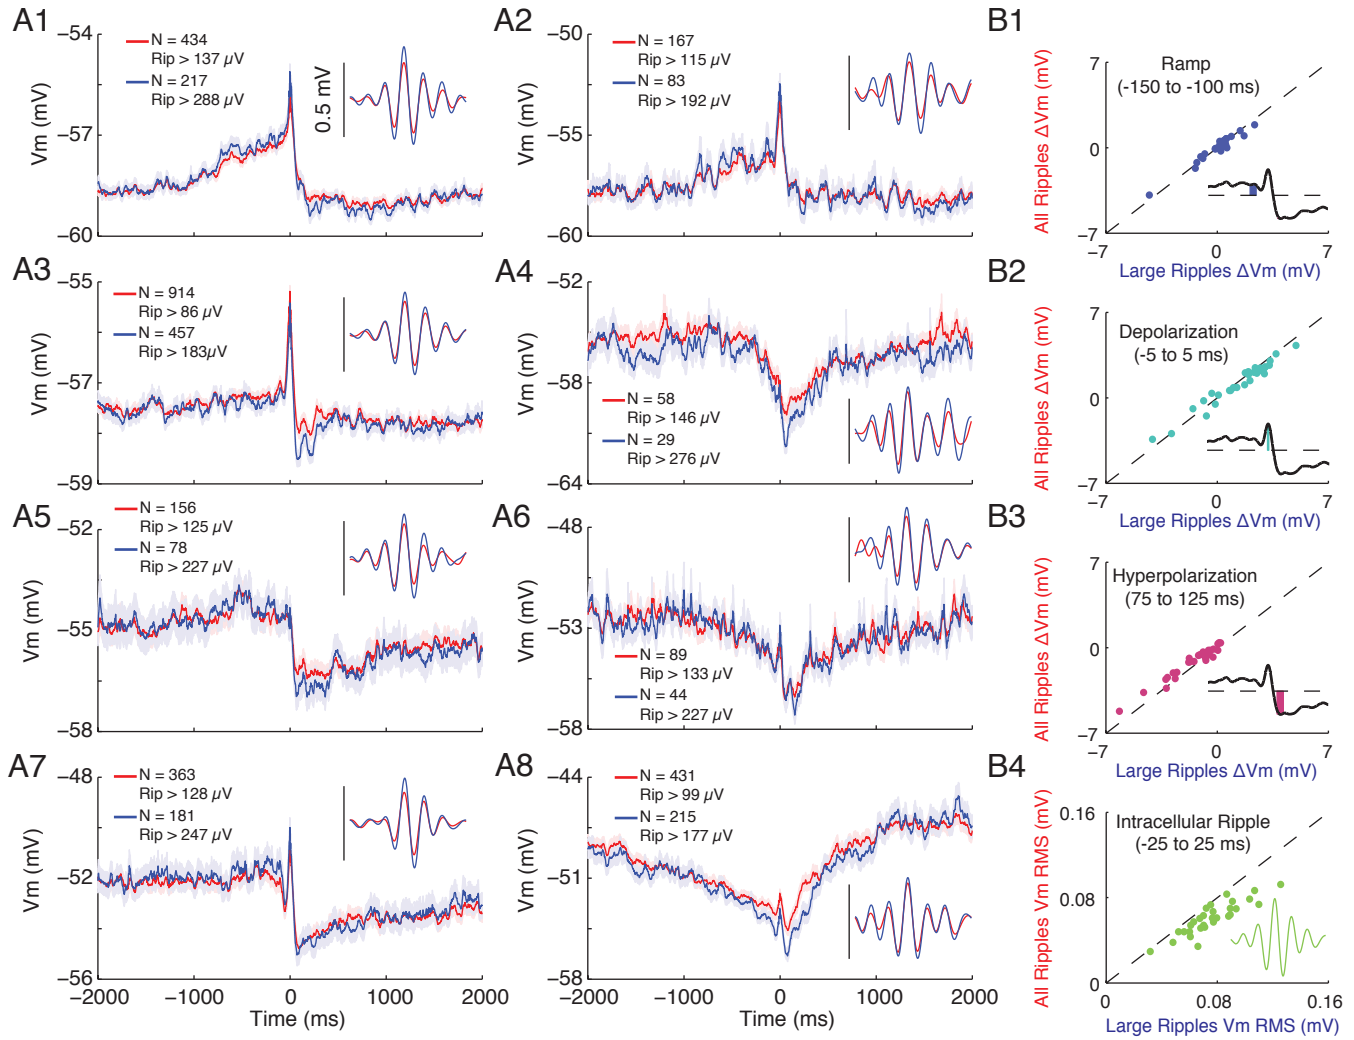 A1
Vm (mV)
−54
−57
−60
N = 434
Rip > 137 µV
N = 217
Rip > 288 µV
0.5 mV
A2
Vm (mV)
−50
−55
−60
N = 167
Rip > 115 µV
N = 83
Rip > 192 µV
B1
All Ripples ΔVm (mV)
7
0
−7
Ramp
(-150 to -100 ms)
−7
0
7
Large Ripples ΔVm (mV)
A3
Vm (mV)
−55
−57
−59
N = 914
Rip > 86 µV
N = 457
Rip > 183µV
A4
Vm (mV)
−52
−58
−64
N = 58
Rip > 146 µV
N = 29
Rip > 276 µV
B2
All Ripples ΔVm (mV)
7
0
−7
Depolarization
(-5 to 5 ms)
−7
0
7
Large Ripples ΔVm (mV)
A5
Vm (mV)
−52
−55
−58
N = 156
Rip > 125 µV
N = 78
Rip > 227 µV
A6
Vm (mV)
−48
−53
−58
N = 89
Rip > 133 µV
N = 44
Rip > 227 µV
B3
All Ripples ΔVm (mV)
7
0
−7
Hyperpolarization
(75 to 125 ms)
−7
0
7
Large Ripples ΔVm (mV)
A7
Vm (mV)
−48
−52
−56
N = 363
Rip > 128 µV
N = 181
Rip > 247 µV
−2000
−1000
0
1000
2000
Time (ms)
A8
Vm (mV)
−44
−51
−58
N = 431
Rip > 99 µV
N = 215
Rip > 177 µV
−2000
−1000
0
1000
2000
Time (ms)
B4
All Ripples Vm RMS (mV)
0.16
0.08
0
Intracellular Ripple
(-25 to 25 ms)
0
0.08
0.16
Large Ripples Vm RMS (mV)